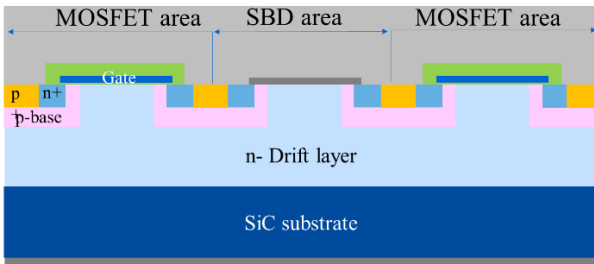 MOSFET area SBD area MOSFET area
Gate
p n+
+
p-base
n- Drift layer
SiC substrate